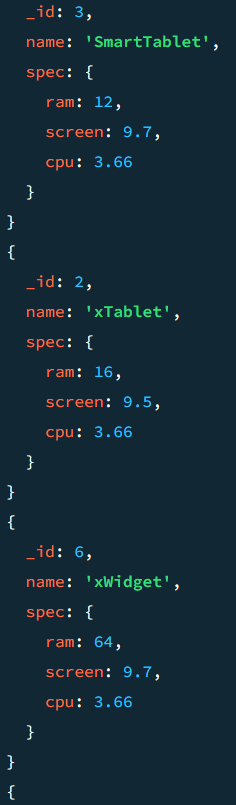 _id: 3,
name: 'SmartTablet',
spec: {
ram: 12,
screen: 9.7,
cpu: 3.66
}
}
{
_id: 2,
name: 'xTablet',
spec: {
ram: 16,
screen: 9.5,
cpu: 3.66
}
}
{
_id: 6,
name: 'xWidget',
spec: {
ram: 64,
screen: 9.7,
cpu: 3.66
}
}
{